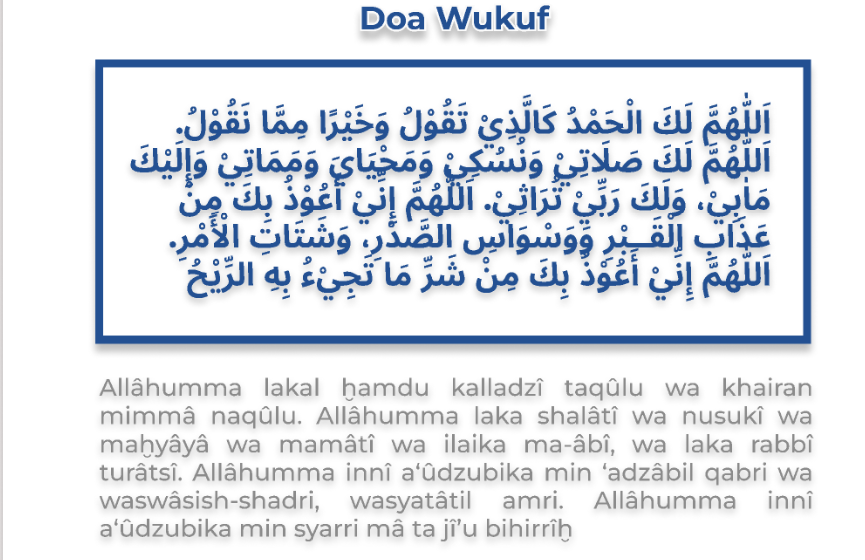 Doa Wukuf
اَللّٰهُمَّ لَكَ الْحَمْدُ كَالَّذِيْ تَقُوْلُ وَخَيْرًا مِمَّا نَقُوْلُ.
اَللّٰهُمَّ لَكَ صَلَاتِيْ وَنُسُكِيْ وَمَحْيَايَ وَمَمَاتِيْ وَإِلَيْكَ
مَاٰبِيْ، وَلَكَ رَبِّيْ تُرَاثِيْ. اَللّٰهُمَّ إِنِّيْ أَعُوْذُ بِكَ مِنْ
عَذَابِ الْقَــبْرِ وَوَسْوَاسِ الصَّدْرِ، وَشَتَاتِ الْأَمْرِ.
اَللّٰهُمَّ إِنِّيْ أَعُوْذُ بِكَ مِنْ شَرِّ مَا تَجِيْءُ بِهِ الرِّيْحُ
Allâhumma lakal ḫamdu kalladzî taqûlu wa khairan
mimmâ naqûlu. Allâhumma laka shalâtî wa nusukî wa
maḫyâyâ wa mamâtî wa ilaika ma-âbî, wa laka rabbî
turâtsî. Allâhumma innî a‘ûdzubika min ‘adzâbil qabri wa
waswâsish-shadri, wasyatâtil amri. Allâhumma innî
a‘ûdzubika min syarri mâ ta jî’u bihirrîḫ